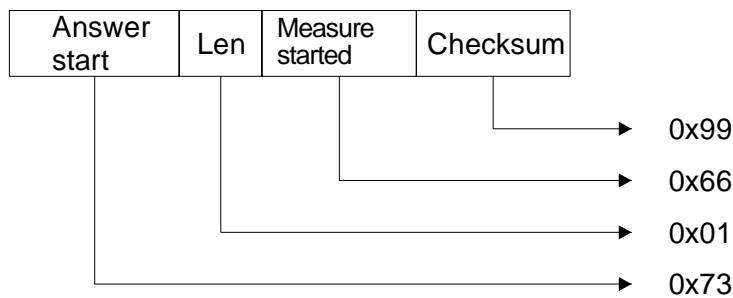 Answer
start
Len
Measure
started
Checksum
0x99
0x66
0x01
0x73